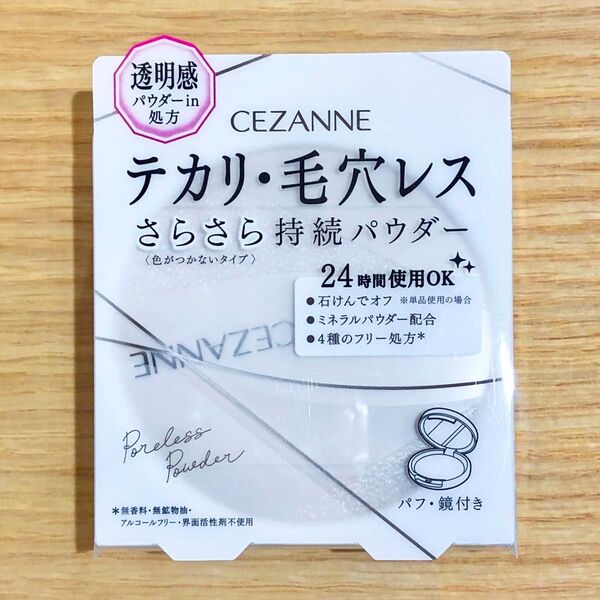 透明感
パウダーin
処方
CEZANNE
テカリ・毛穴レス
さらさら持続パウダー
〈色がつかないタイプ〉
24時間使用OK
●石けんでオフ ※単品使用の場合
●ミネラルパウダー配合
●4種のフリー処方*
CEZANNE
Poreless
Powder
パフ・鏡付き
*無香料・無鉱物油・
アルコールフリー・界面活性剤不使用